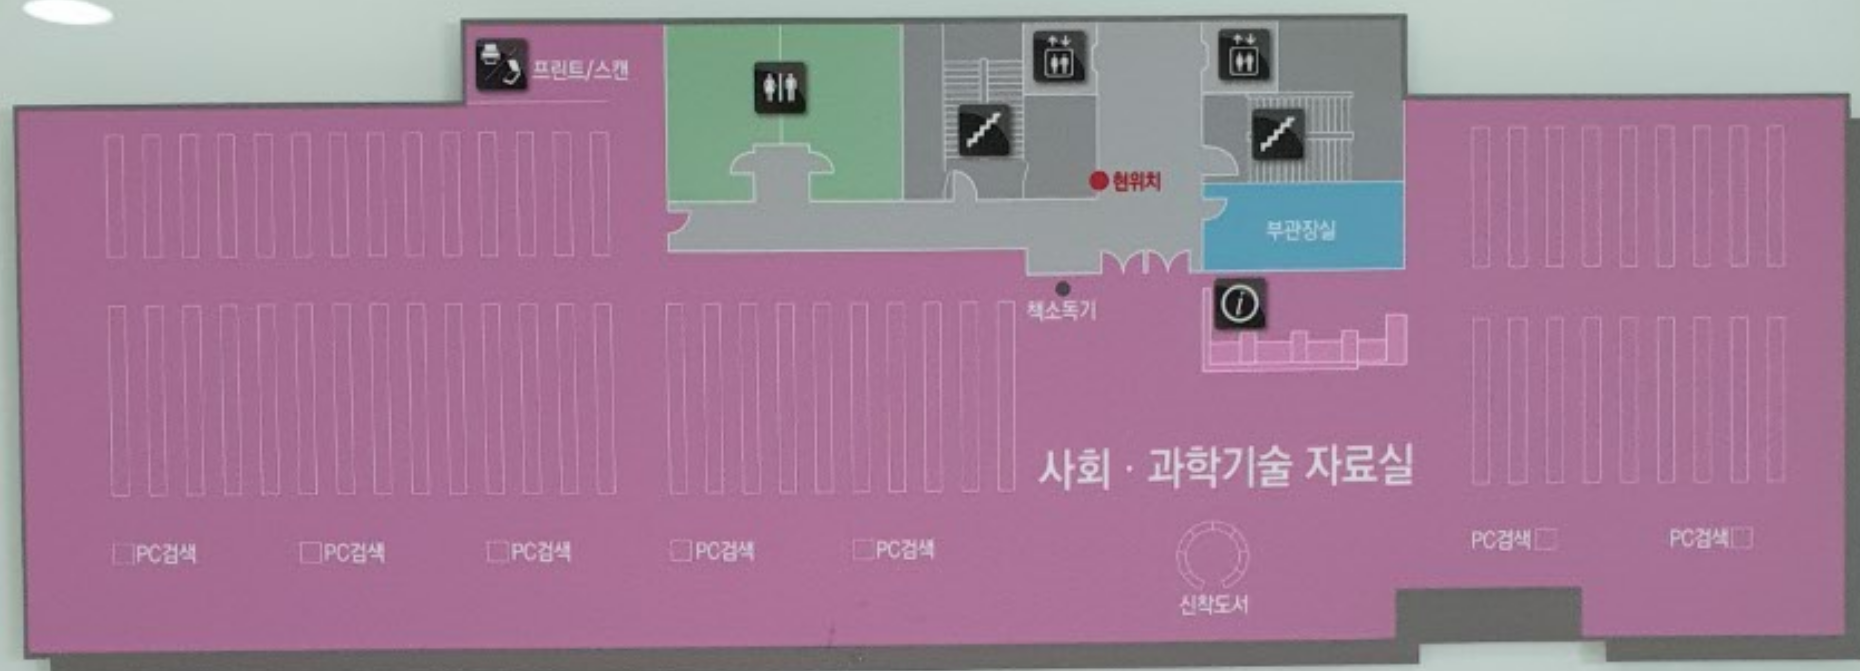 프린트/스캔
현위치
부관장실
i
책소독기
사회 · 과학기술 자료실
PC검색
PC검색
PC검색
PC검색
PC검색
PC검색
PC검색
신착도서